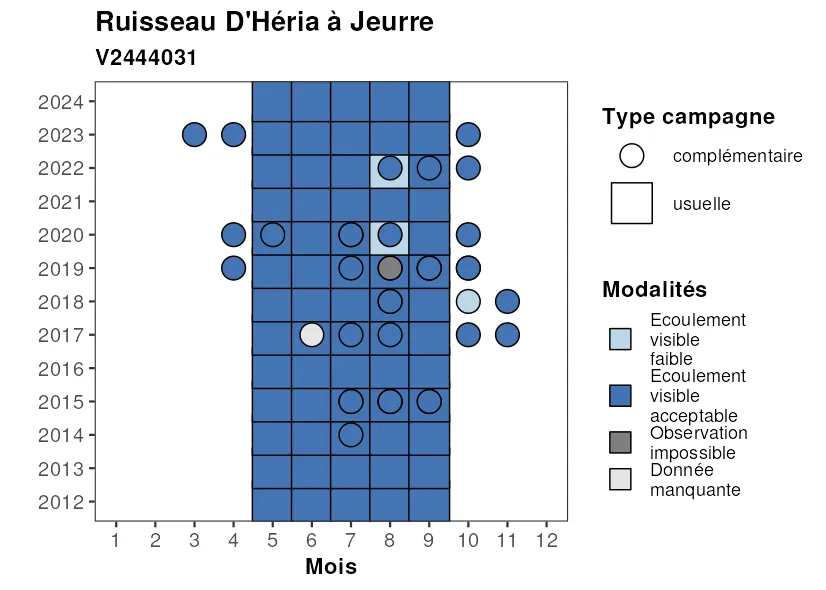 Ruisseau D'Héria à Jeurre
V2444031
2024
2023
2022
2021
2020
2019
2018
2017
2016
2015
2014
2013
2012
1 2 3 4 5 6 7 8 9 10 11 12
Mois
Type campagne
complémentaire
usuelle
Modalités
Ecoulement
visible
faible
Ecoulement
visible
acceptable
Observation
impossible
Donnée
manquante